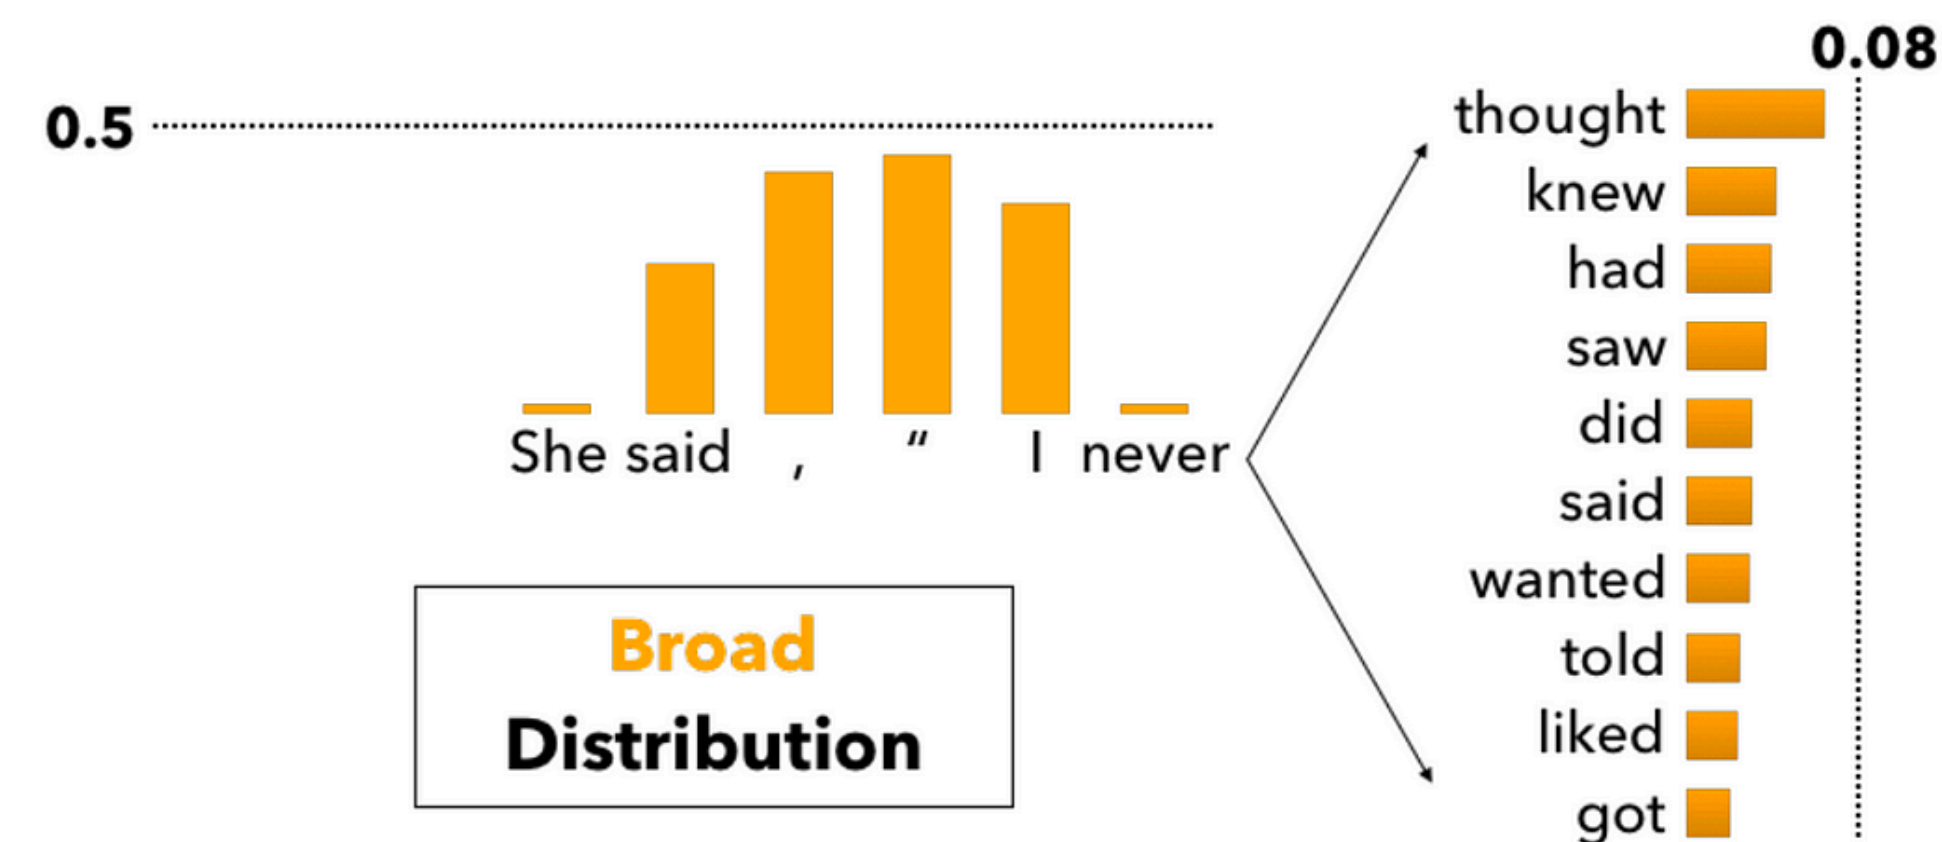 0.5
She said , “ I never
Broad
Distribution
0.08
thought
knew
had
saw
did
said
wanted
told
liked
got